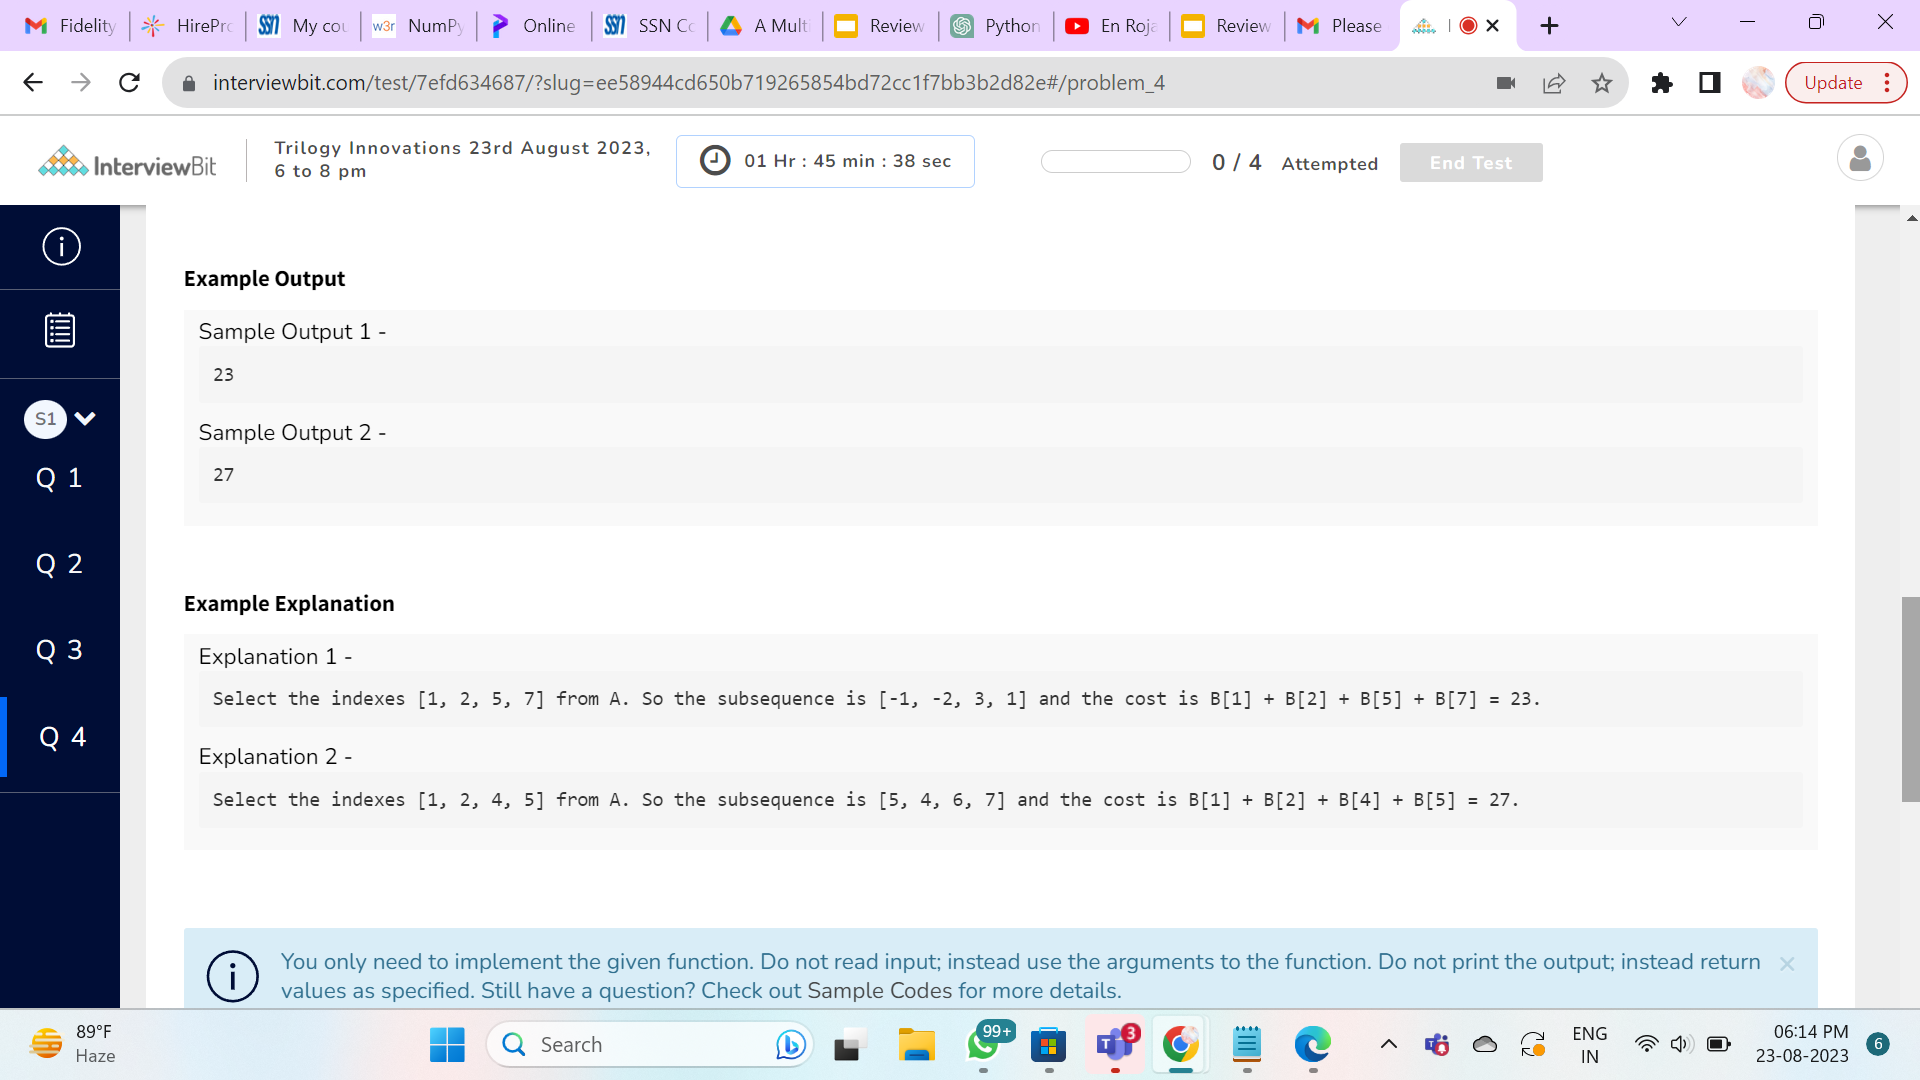 Fidelity
HirePro
My cou
w3r NumPy
Online
SSN Co
A Multi
Review
Python
En Roja
Review
Please
interviewbit.com/test/7efd634687/?slug=ee58944cd650b719265854bd72cc1f7bb3b2d82e#/problem_4
Update
InterviewBit
Trilogy Innovations 23rd August 2023,
6 to 8 pm
01 Hr : 45 min : 38 sec
0 / 4 Attempted
End Test
S1
Q 1
Q 2
Q 3
Q 4
Example Output
Sample Output 1 -
23
Sample Output 2 -
27
Example Explanation
Explanation 1 -
Select the indexes [1, 2, 5, 7] from A. So the subsequence is [-1, -2, 3, 1] and the cost is B[1] + B[2] + B[5] + B[7] = 23.
Explanation 2 -
Select the indexes [1, 2, 4, 5] from A. So the subsequence is [5, 4, 6, 7] and the cost is B[1] + B[2] + B[4] + B[5] = 27.
You only need to implement the given function. Do not read input; instead use the arguments to the function. Do not print the output; instead return
values as specified. Still have a question? Check out Sample Codes for more details.
89°F
Haze
Search
99+
3
ENG
IN
06:14 PM
23-08-2023
6